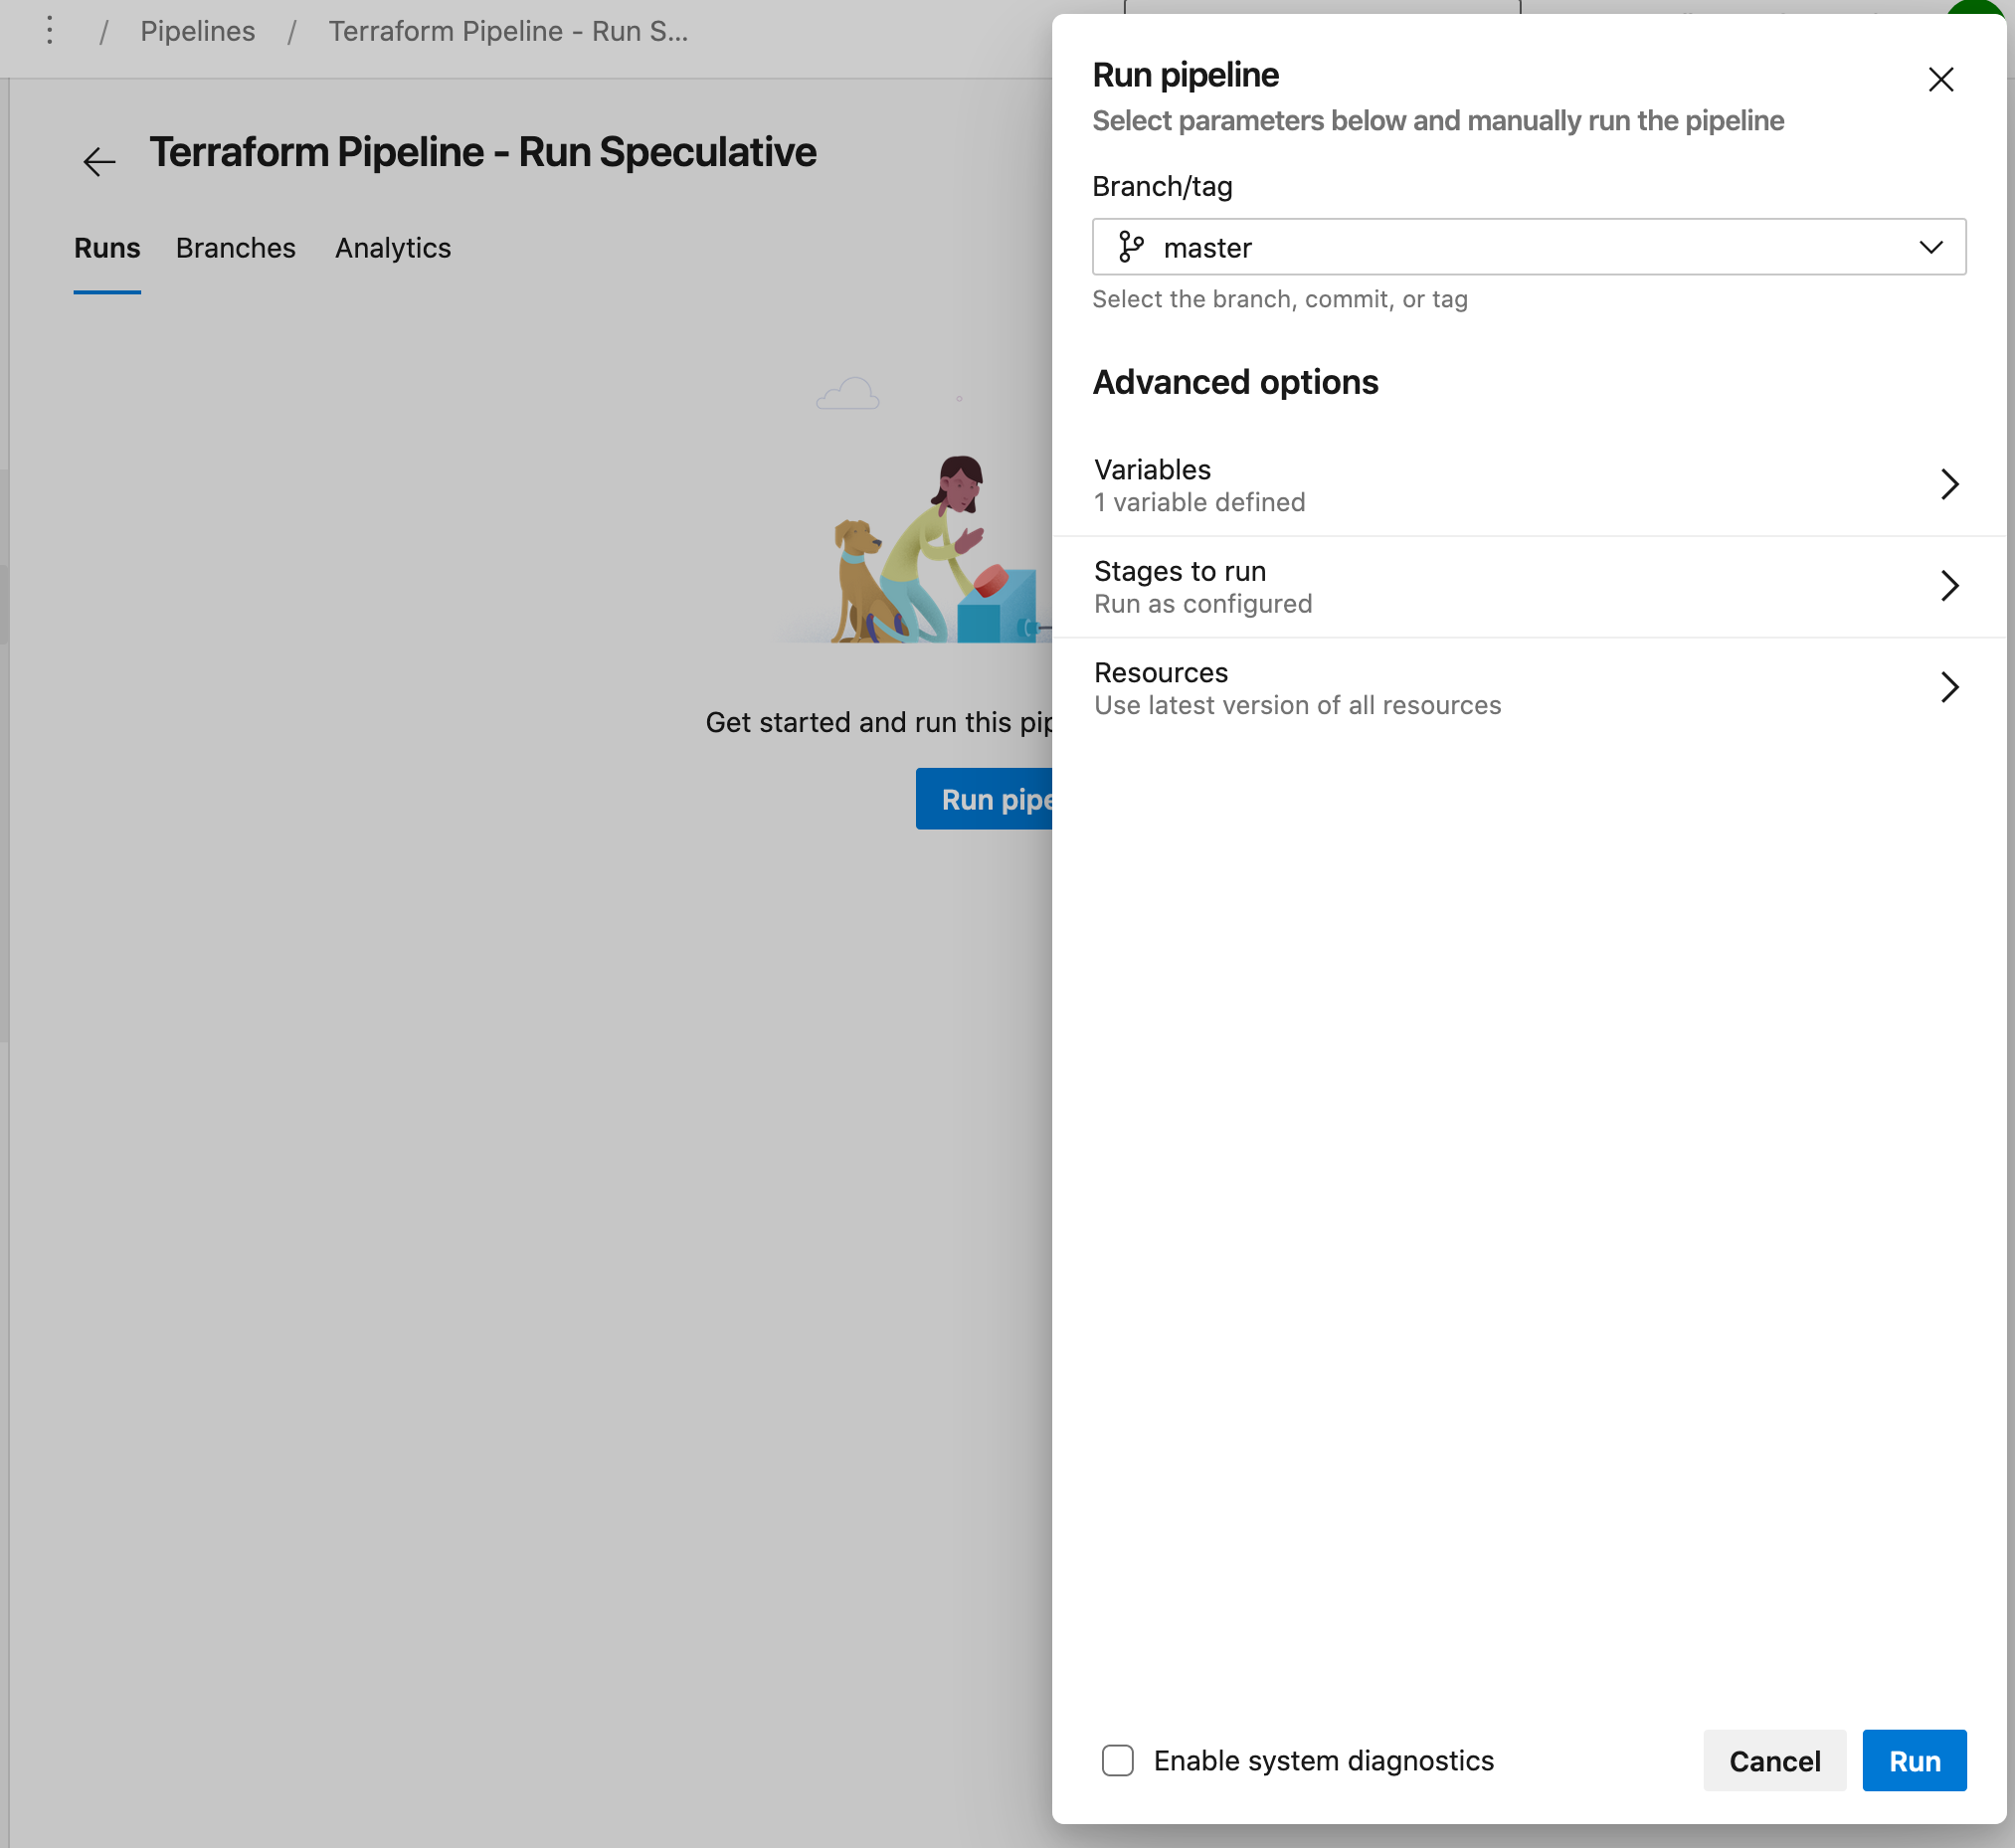 / Pipelines / Terraform Pipeline - Run S...
Terraform Pipeline - Run Speculative
Runs Branches Analytics
Get started and run this pip
Run pipe
Run pipeline
Select parameters below and manually run the pipeline
Branch/tag
master
Select the branch, commit, or tag
Advanced options
Variables
1 variable defined
Stages to run
Run as configured
Resources
Use latest version of all resources
Enable system diagnostics
Cancel Run